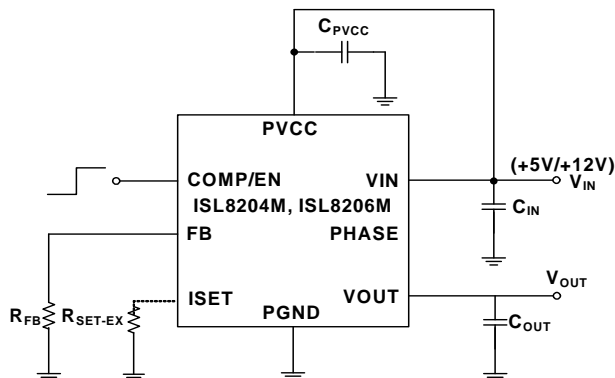 C_PVCC
PVCC
(+5V/+12V)
COMP/EN VIN V_IN
ISL8204M, ISL8206M C_IN
FB PHASE
V_OUT
ISET VOUT
R_FB R_SET-EX PGND C_OUT